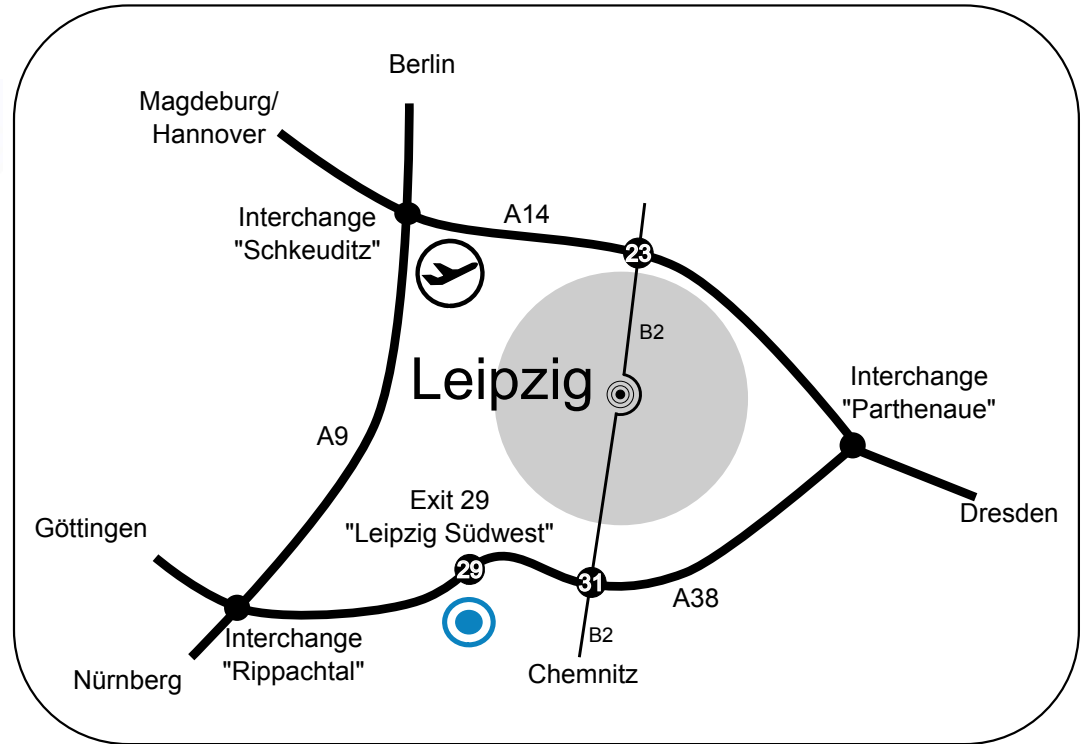 Berlin
Magdeburg/
Hannover
Interchange
"Schkeuditz"
A14
23
B2
Leipzig
Interchange
"Parthenaue"
A9
Exit 29
"Leipzig Südwest"
Göttingen
Dresden
29
31
A38
Interchange
"Rippachtal"
B2
Nürnberg
Chemnitz